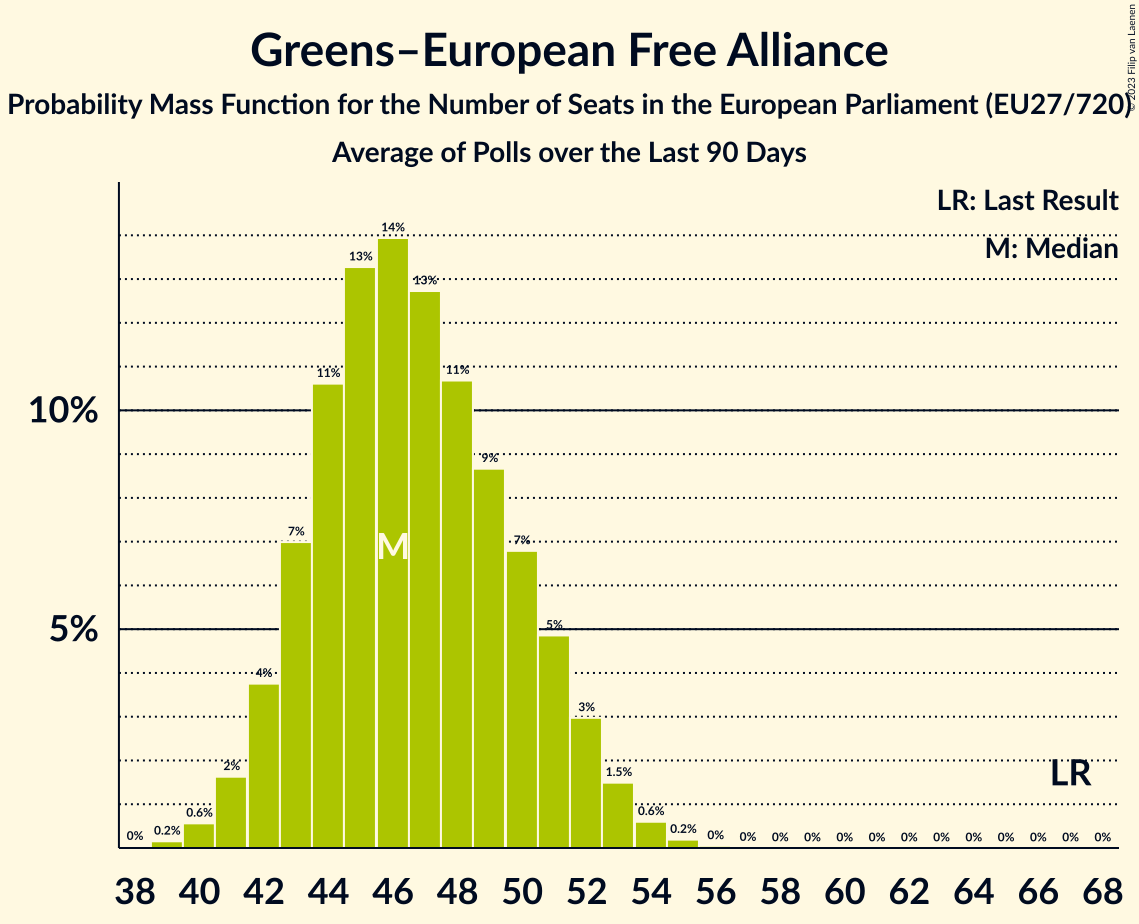 Greens–European Free Alliance
Probability Mass Function for the Number of Seats in the European Parliament (EU27/720)
Average of Polls over the Last 90 Days
© 2023 Filip van Laenen
LR: Last Result
M: Median
10%
5%
0% 0.2% 0.6% 2% 4% 7% 11% 13% 14% 13% 11% 9% 7% 5% 3% 1.5% 0.6% 0.2% 0% 0% 0% 0% 0% 0% 0% 0% 0% 0% 0% 0% 0%
M
LR
38 40 42 44 46 48 50 52 54 56 58 60 62 64 66 68